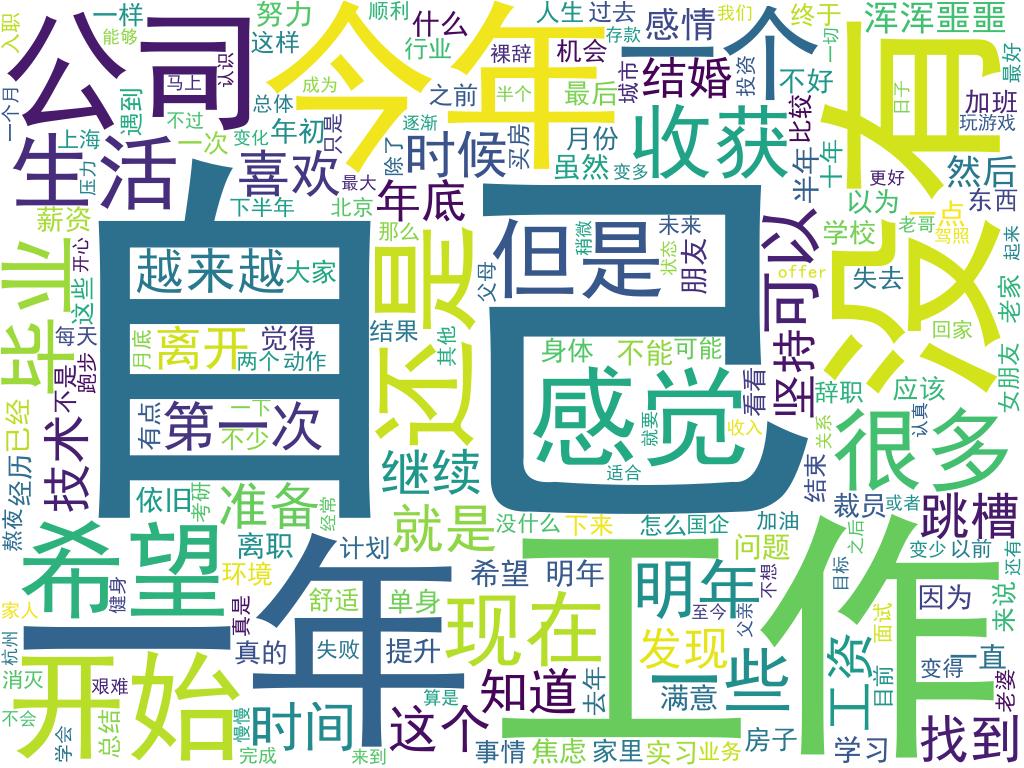 入职
一个月
公司
马上
认识
一样
能够
努力
这样
今年
成为
总体
顺利
行业
什么
裸辞
半个
之前
机会
最后
人生
过去
存款
城市
感情
我们
一个
结婚
投资
不好
终于
一切
浑浑噩噩
有
日子
最好
加班
玩游戏
更好
然后
东西
上海
压力
遇到
不过
一次
变化
年初
只是
生活
喜欢
最大
除了
逐渐
时候
买房
月份
虽然
变多
收获
比较
半年
十年
以为
一点
驾照
老哥
起来
薪资
下半年
北京
年底
那么
自己
但是
稍微
未来
状态
朋友
父母
可以
坚持
offer
学校
失去
没
回家
老家
女朋友
毕业
开心
这些
每天
跑步
越来越
大家
月底
离开
觉得
两个
动作
结果
还是
其他
身体
不能
可能
感觉
就要
看看
收入
适合
辞职
应该
关系
认真
很多
有点
第一次
一下
不少
不是
技术
已经
经历
熬夜
依旧
考研
准备
经常
继续
就是
没什么
下来
怎么
国企
加油
问题
结束
裁员
或者
跳槽
之后
变少
以前
还有
希望
健身
离职
计划
环境
真是
一年
舒适
单身
希望
明年
明年
不想
目标
工作
因为
来说
家人
杭州
消灭
艰难
开始
不会
学会
总结
真的
失败
提升
现在
发现
至今
父亲
一些
面试
工资
目前
变得
一直
老婆
慢慢
时间
完成
来到
算是
这个
知道
去年
满意
事情
焦虑
家里
实习
业务
房子
学习
找到